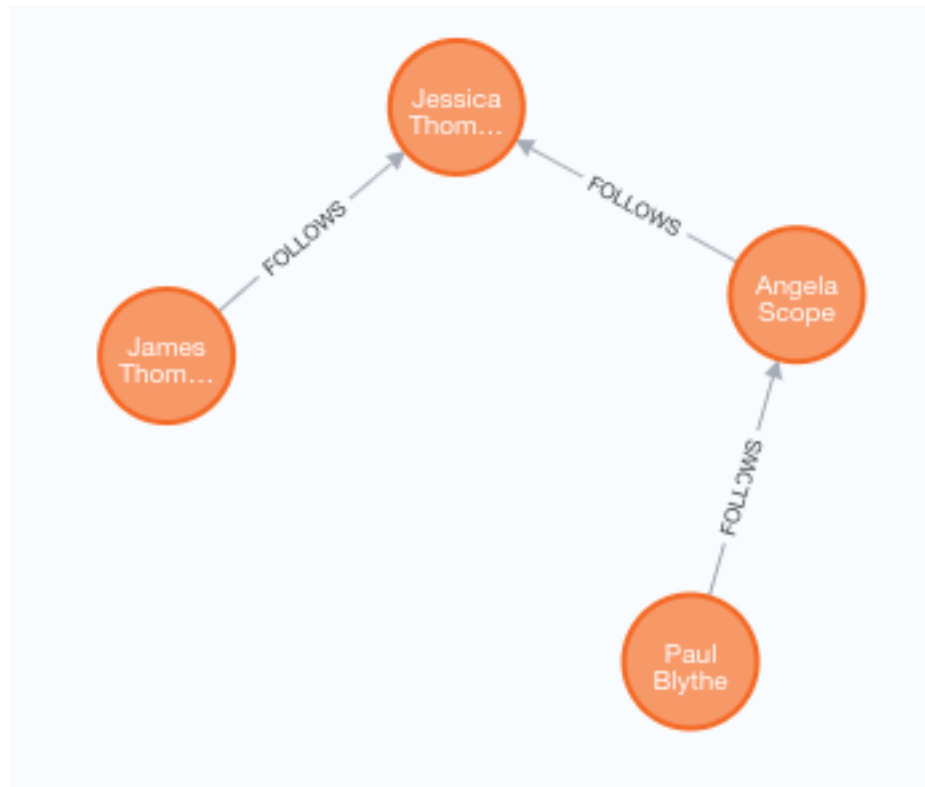 Jessica
Thom...
FOLLOWS
FOLLOWS
Angela
Scope
James
Thom...
FOLLOWS
Paul
Blythe